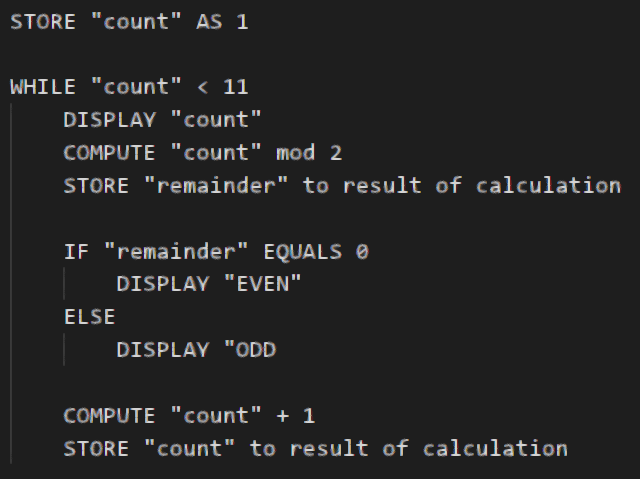 STORE "count" AS 1
WHILE "count" < 11
DISPLAY "count"
COMPUTE "count" mod 2
STORE "remainder" to result of calculation
IF "remainder" EQUALS 0
DISPLAY "EVEN"
ELSE
DISPLAY "ODD
COMPUTE "count" + 1
STORE "count" to result of calculation